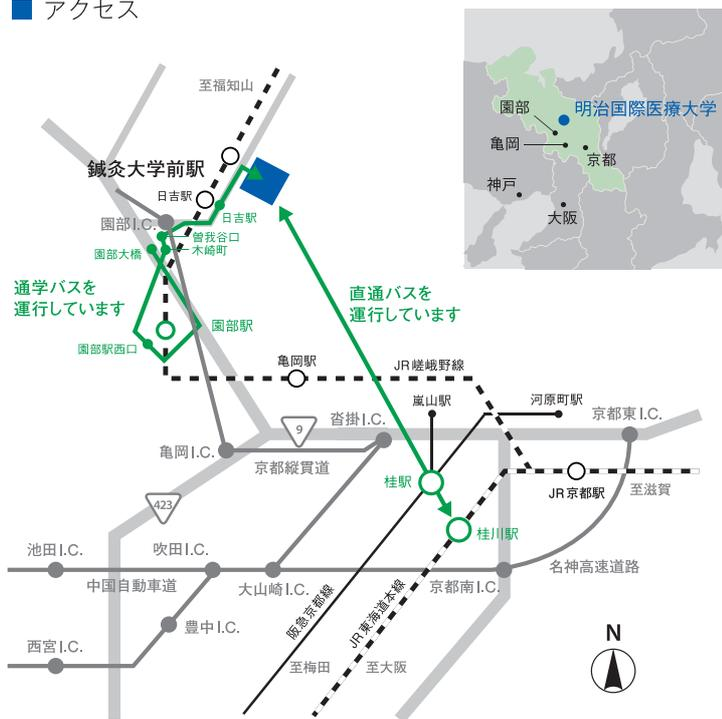 アクセス
園部
明治国際医療大学
亀岡
京都
神戸
大阪
至福知山
鍼灸大学前駅
日吉駅
日吉駅
園部I.C.
曽我谷口
園部大橋
木崎町
通学バスを
運行しています
直通バスを
運行しています
園部駅
園部駅西口
亀岡駅
JR嵯峨野線
嵐山駅
河原町駅
沓掛I.C.
京都東I.C.
9
亀岡I.C.
京都縦貫道
桂駅
JR京都駅
至滋賀
423
桂川駅
池田I.C.
吹田I.C.
中国自動車道
大山崎I.C.
京都南I.C.
名神高速道路
阪急京都線
JR東海道本線
豊中I.C.
西宮I.C.
至梅田
至大阪
N